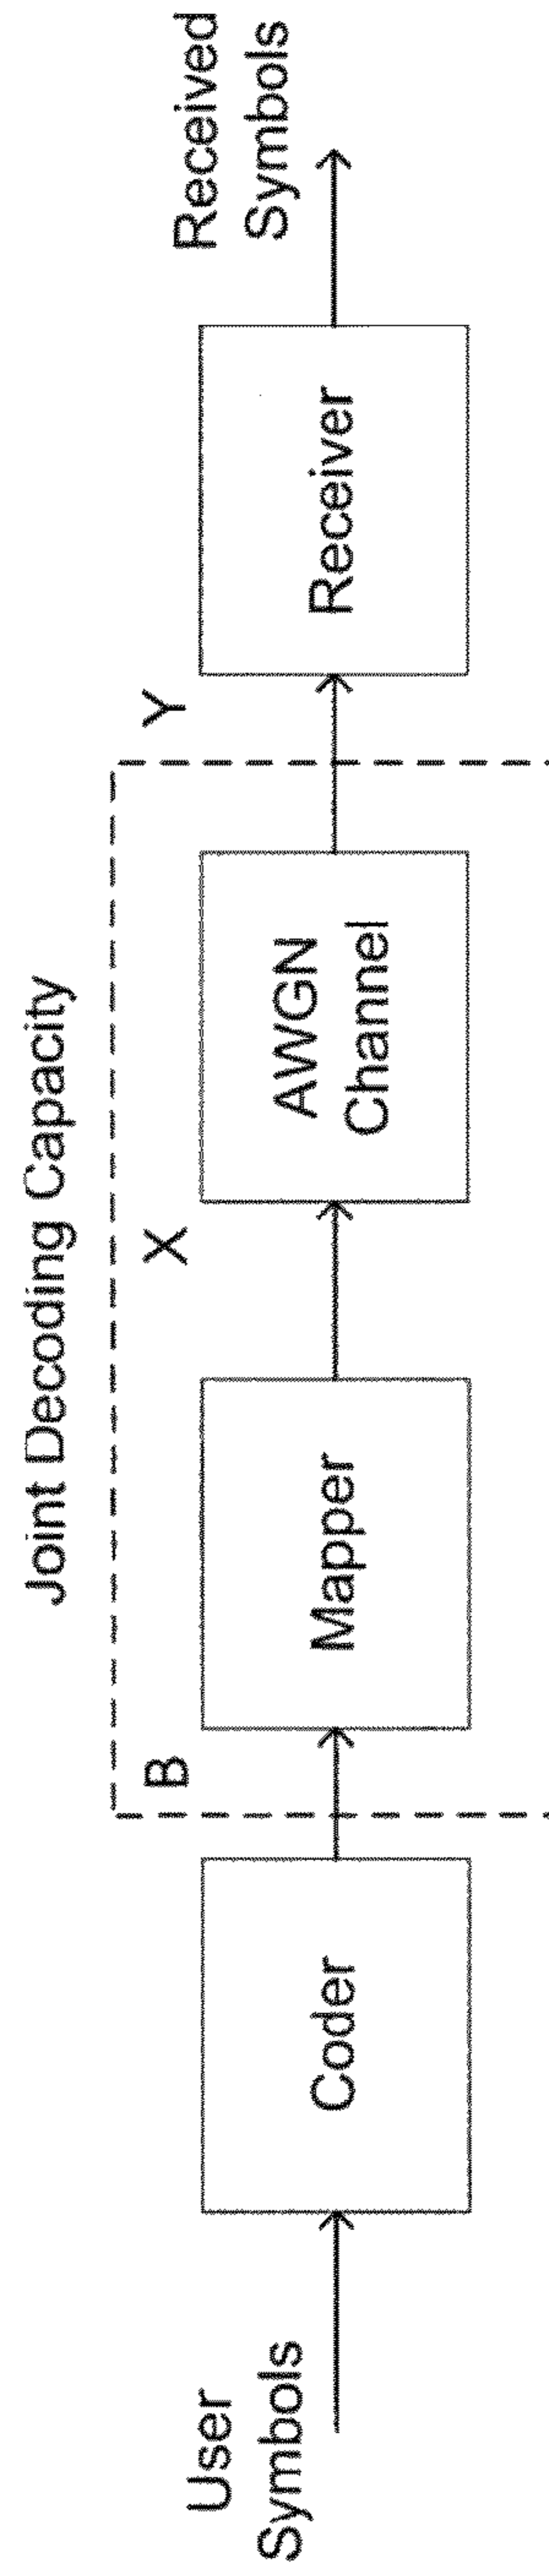 Joint Decoding Capacity
User
Symbols
Coder
B
Mapper
X
AWGN
Channel
Y
Receiver
Received
Symbols